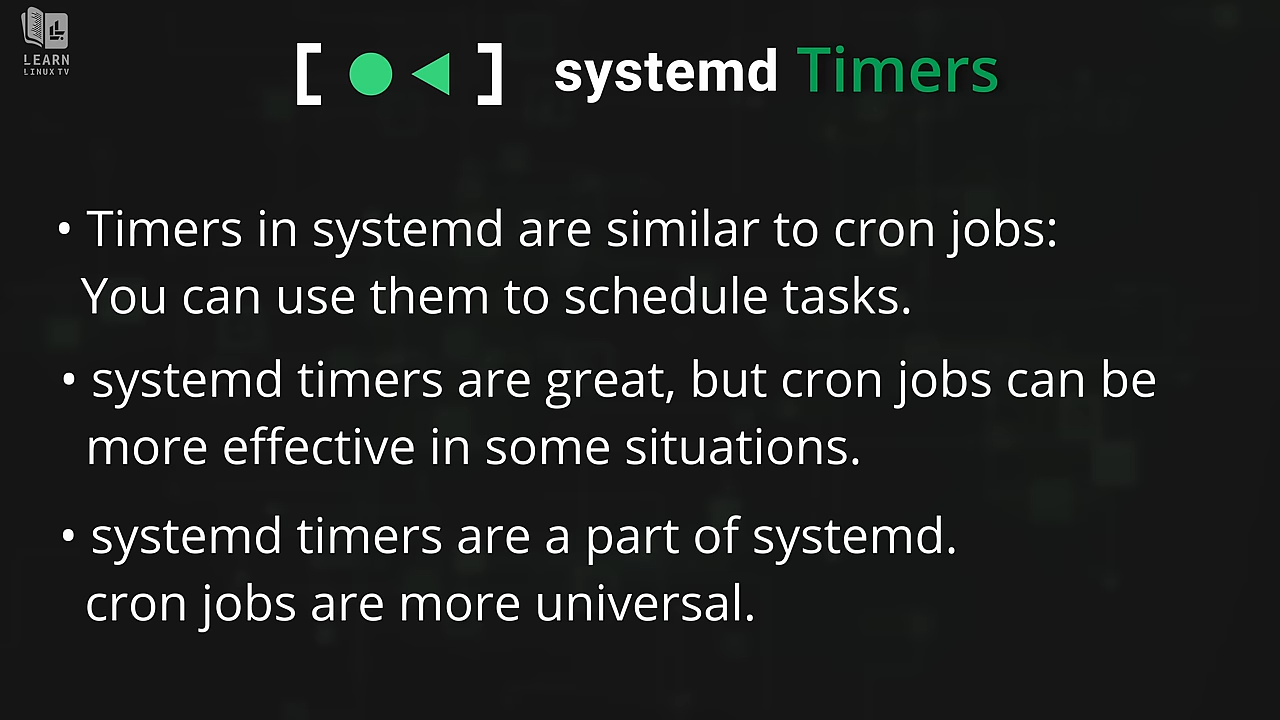 LEARN
LINUX TV
[ ● ◀ ] systemd Timers
• Timers in systemd are similar to cron jobs:
You can use them to schedule tasks.
• systemd timers are great, but cron jobs can be
more effective in some situations.
• systemd timers are a part of systemd.
cron jobs are more universal.